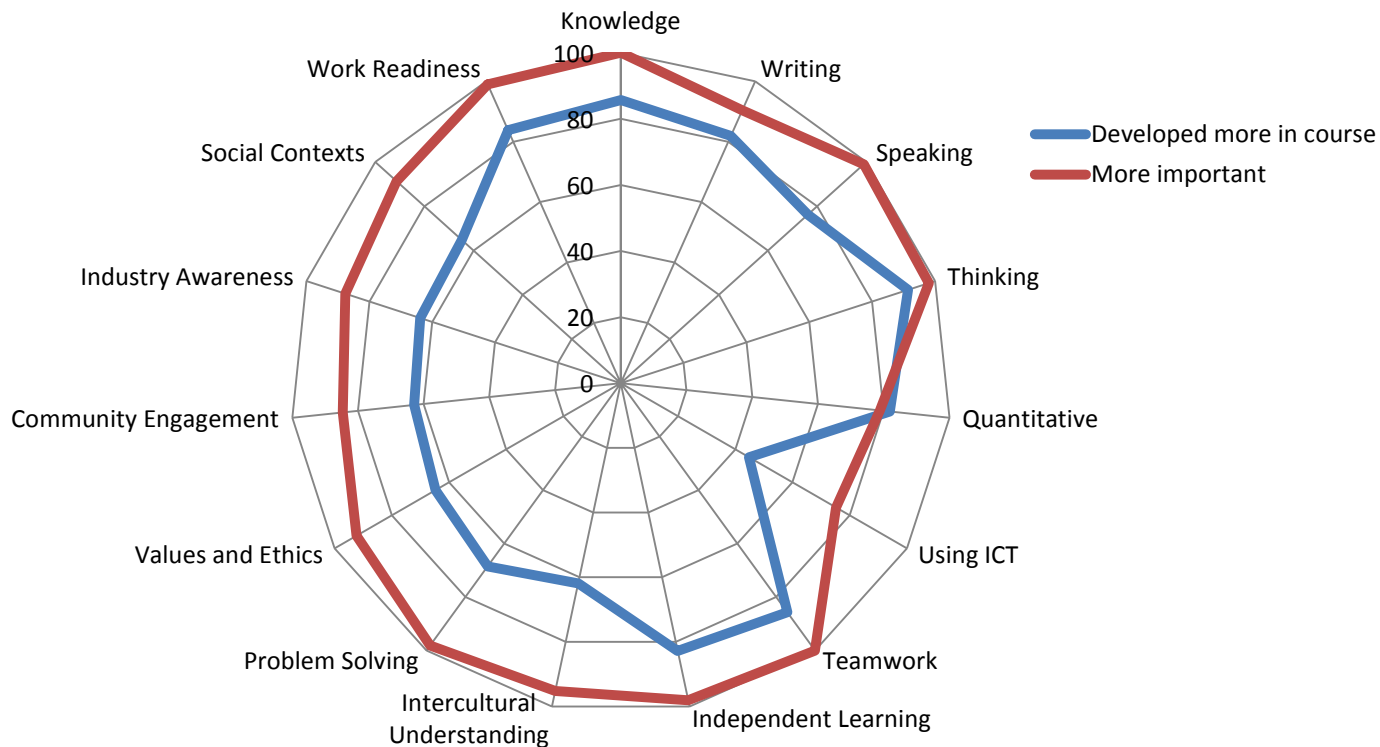 Knowledge
Writing
Speaking
Thinking
Quantitative
Using ICT
Teamwork
Independent Learning
Intercultural
Understanding
Problem Solving
Values and Ethics
Community Engagement
Industry Awareness
Social Contexts
Work Readiness
100
80
60
40
20
0
Developed more in course
More important